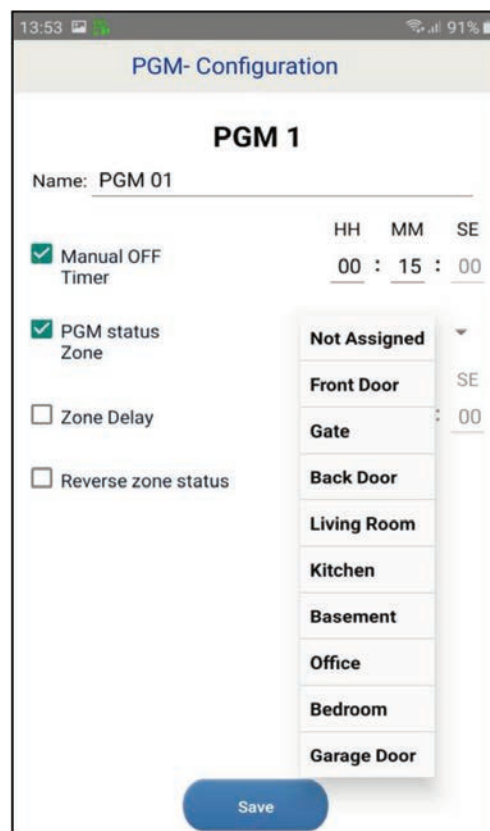 13:53 91%
PGM- Configuration
PGM 1
Name: PGM 01
HH MM SE
Manual OFF
Timer
00 : 15 : 00
PGM status
Zone
Not Assigned
Front Door
SE
Zone Delay
: 00
Gate
Back Door
Reverse zone status
Living Room
Kitchen
Basement
Office
Bedroom
Garage Door
Save